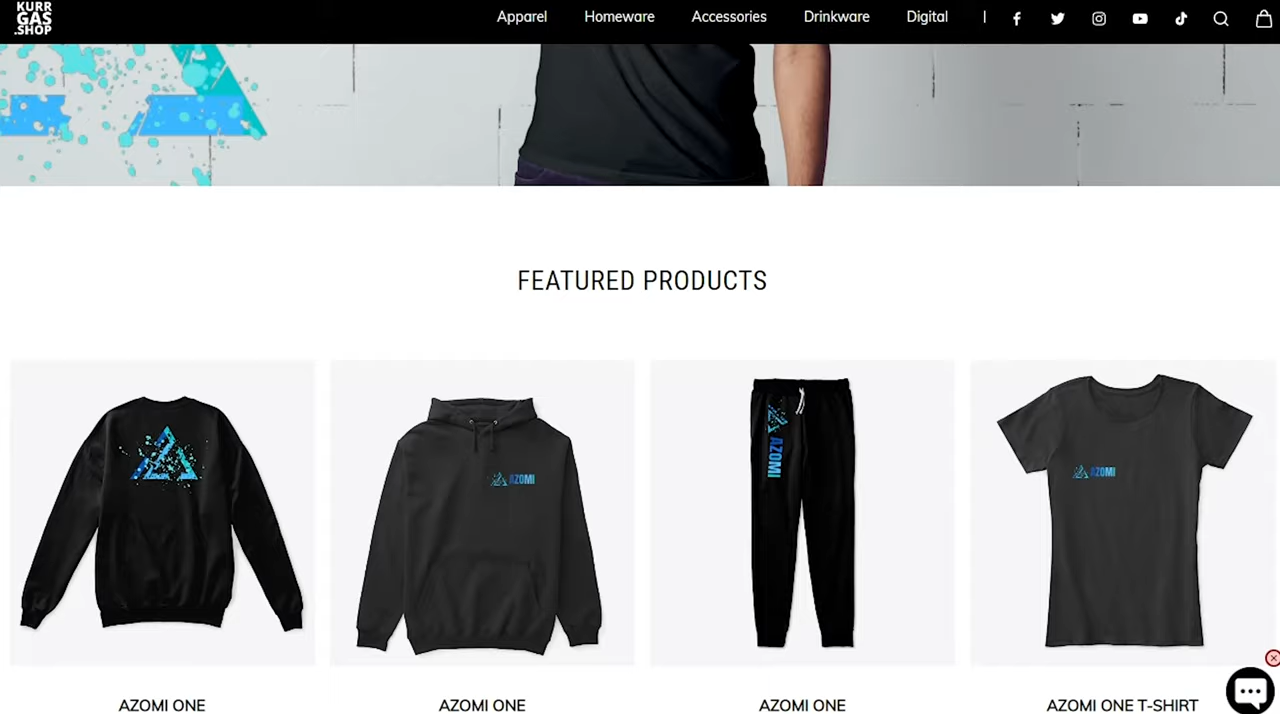 KURR
GAS
.SHOP
Apparel Homeware Accessories Drinkware Digital
FEATURED PRODUCTS
AZOMI
AZOMI
AZOMI
AZOMI ONE
AZOMI ONE
AZOMI ONE
AZOMI ONE T-SHIRT